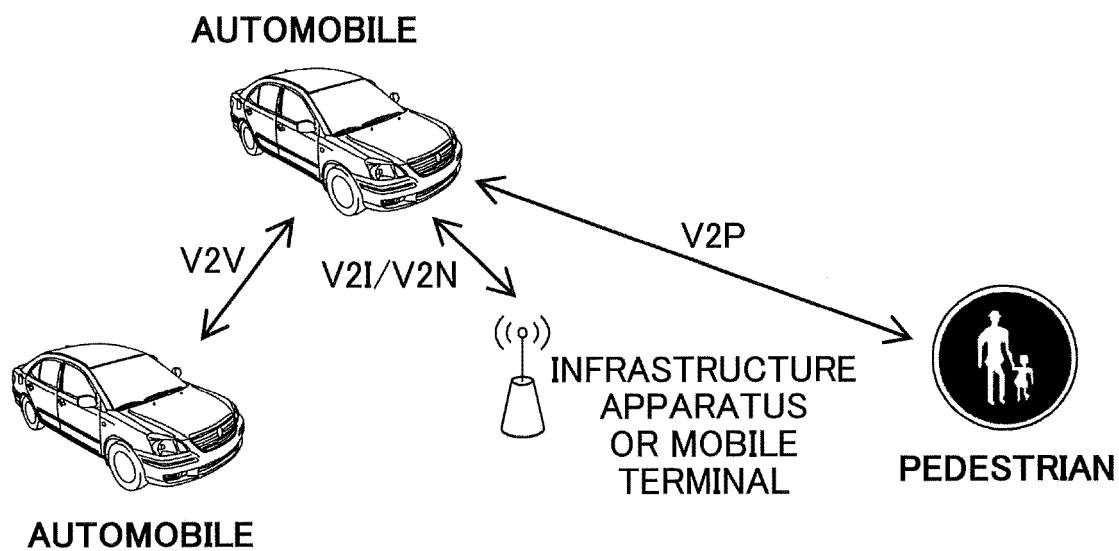 AUTOMOBILE
V2P
V2V
V2I/V2N
INFRASTRUCTURE
APPARATUS
OR MOBILE
TERMINAL
PEDESTRIAN
AUTOMOBILE